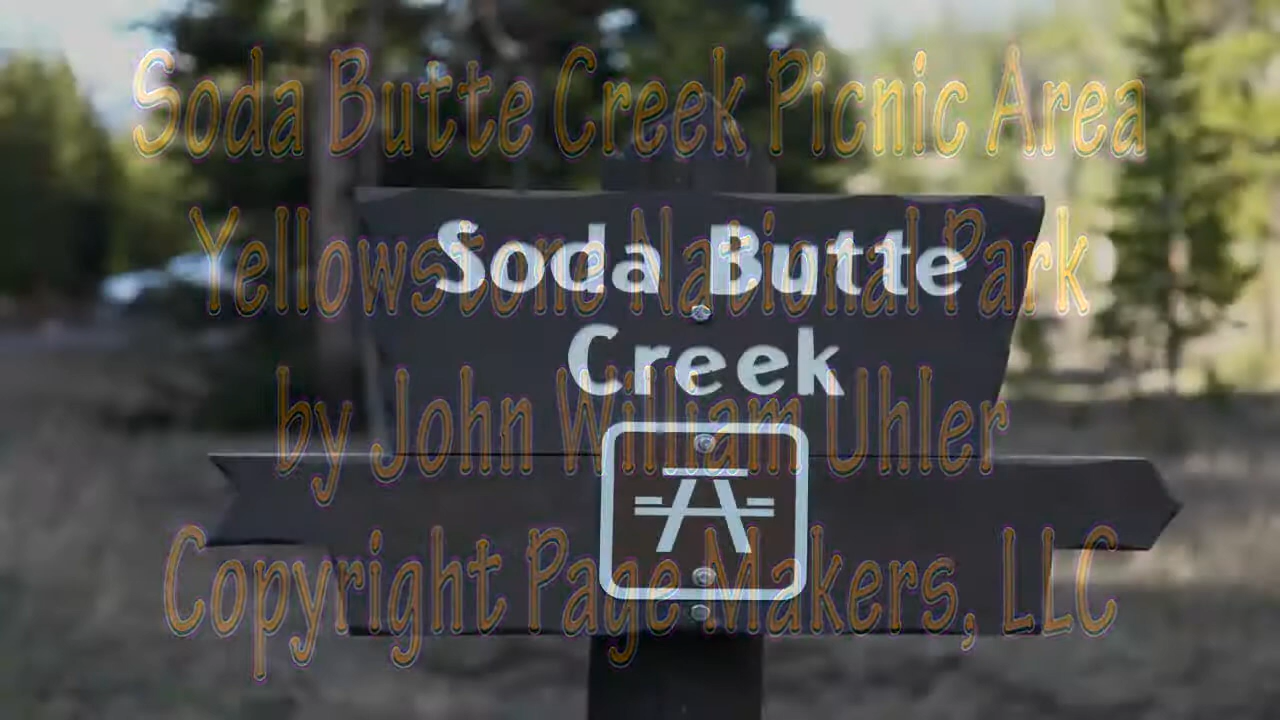 Soda Butte Creek Picnic Area
Yellowstone National Park
Soda Butte
Creek
by John William Uhler
Copyright Page Makers, LLC